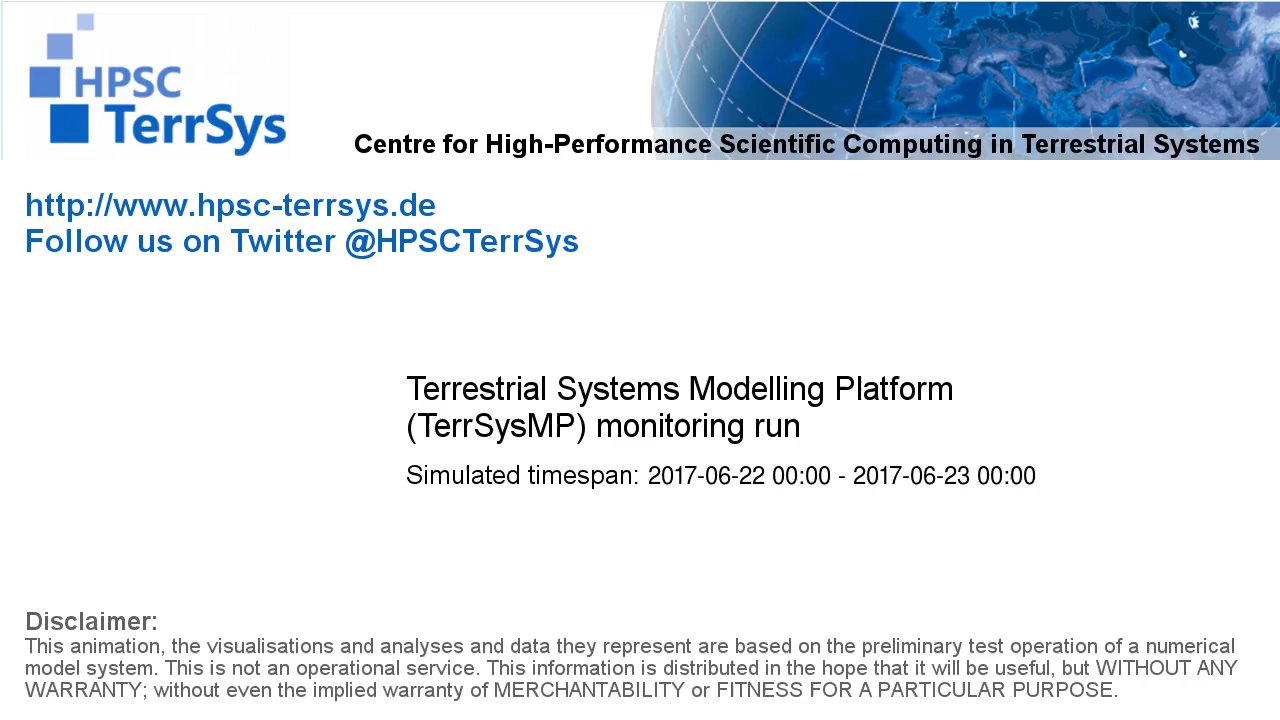 HPSC
TerrSys
Centre for High-Performance Scientific Computing in Terrestrial Systems
http://www.hpsc-terrsys.de
Follow us on Twitter @HPSCTerrSys
Terrestrial Systems Modelling Platform
(TerrSysMP) monitoring run
Simulated timespan: 2017-06-22 00:00 - 2017-06-23 00:00
Disclaimer:
This animation, the visualisations and analyses and data they represent are based on the preliminary test operation of a numerical
model system. This is not an operational service. This information is distributed in the hope that it will be useful, but WITHOUT ANY
WARRANTY; without even the implied warranty of MERCHANTABILITY or FITNESS FOR A PARTICULAR PURPOSE.